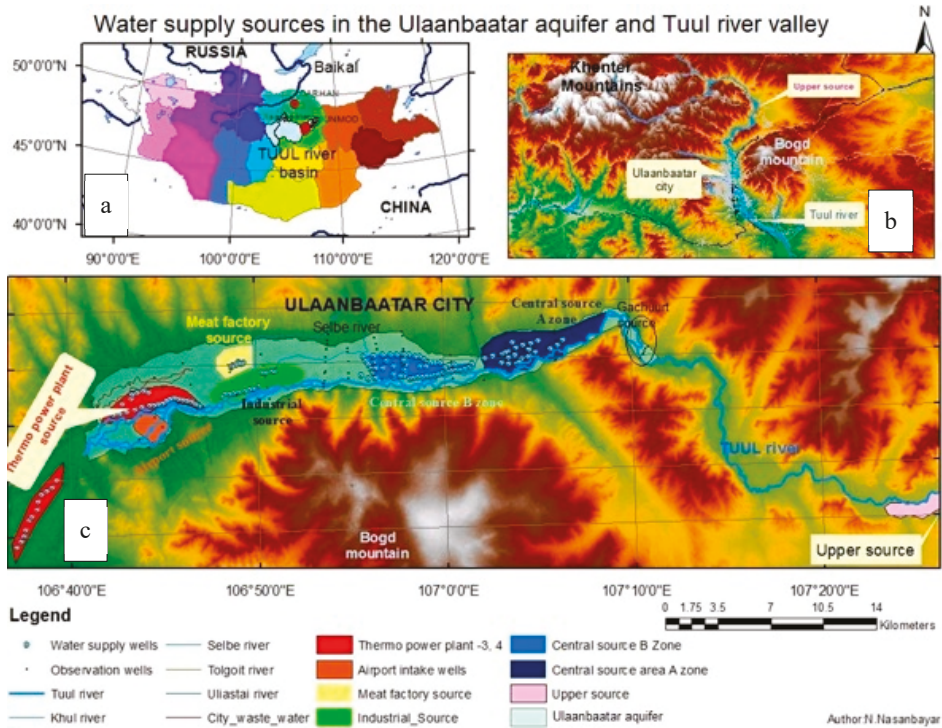 Water supply sources in the Ulaanbaatar aquifer and Tuul river valley
N
RUSSIA
50°0'0"N
Baikal
45°0'0"N
TUUL river
basin
a
CHINA
40°0'0"N
90°0'0"E
100°0'0"E
110°0'0"E
120°0'0"E
Khenter
Mountains
Upper source
Bogd
mountain
Ulaanbaatar
city
Tuul river
b
ULAANBAATAR CITY
Central source
A zone
Gachuurt
source
Meat factory
source
Selbe river
Thermo power plant
source
Industrial
source
Central source B zone
Airport source
TUUL river
c
Bogd
mountain
Upper source
106°40'0"E
106°50'0"E
107°0'0"E
107°10'0"E
107°20'0"E
0 1.75 3.5 7 10.5 14
Kilometers
Legend
Water supply wells
Observation wells
Tuul river
Khul river
Selbe river
Tolgoit river
Uliastai river
City_waste_water
Thermo power plant -3, 4
Airport intake wells
Meat factory source
Industrial_Source
Central source B Zone
Central source area A zone
Upper source
Ulaanbaatar aquifer
Author:N.Nasanbayar